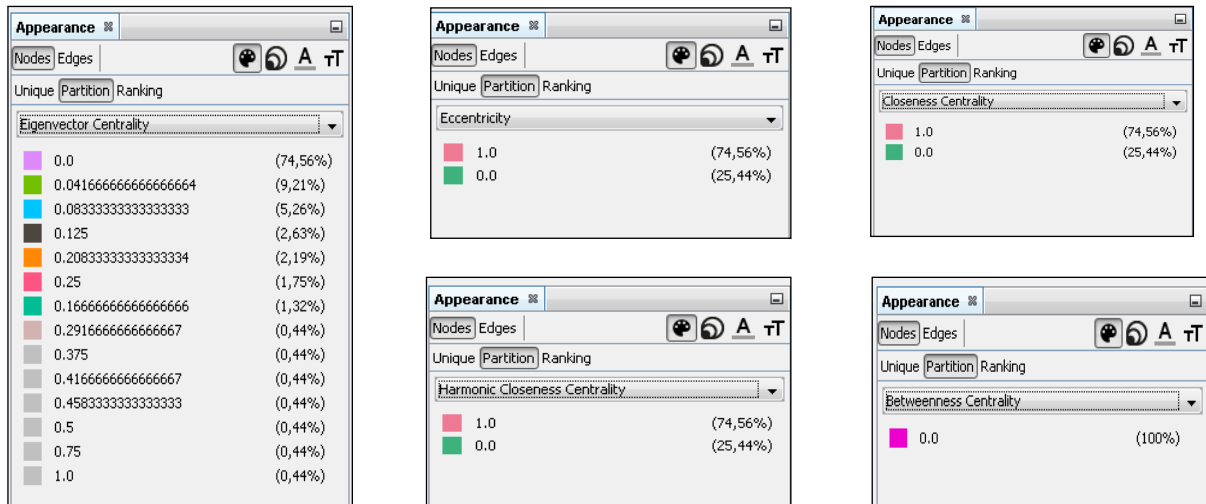 Appearance
Nodes Edges A TT
Unique Partition Ranking
Eigenvector Centrality
0.0 (74,56%)
0.041666666666666664 (9,21%)
0.08333333333333333 (5,26%)
0.125 (2,63%)
0.20833333333333334 (2,19%)
0.25 (1,75%)
0.16666666666666666 (1,32%)
0.2916666666666667 (0,44%)
0.375 (0,44%)
0.4166666666666667 (0,44%)
0.4583333333333333 (0,44%)
0.5 (0,44%)
0.75 (0,44%)
1.0 (0,44%)
Appearance
Nodes Edges A TT
Unique Partition Ranking
Eccentricity
1.0 (74,56%)
0.0 (25,44%)
Appearance
Nodes Edges A TT
Unique Partition Ranking
Closeness Centrality
1.0 (74,56%)
0.0 (25,44%)
Appearance
Nodes Edges A TT
Unique Partition Ranking
Harmonic Closeness Centrality
1.0 (74,56%)
0.0 (25,44%)
Appearance
Nodes Edges A TT
Unique Partition Ranking
Betweenness Centrality
0.0 (100%)